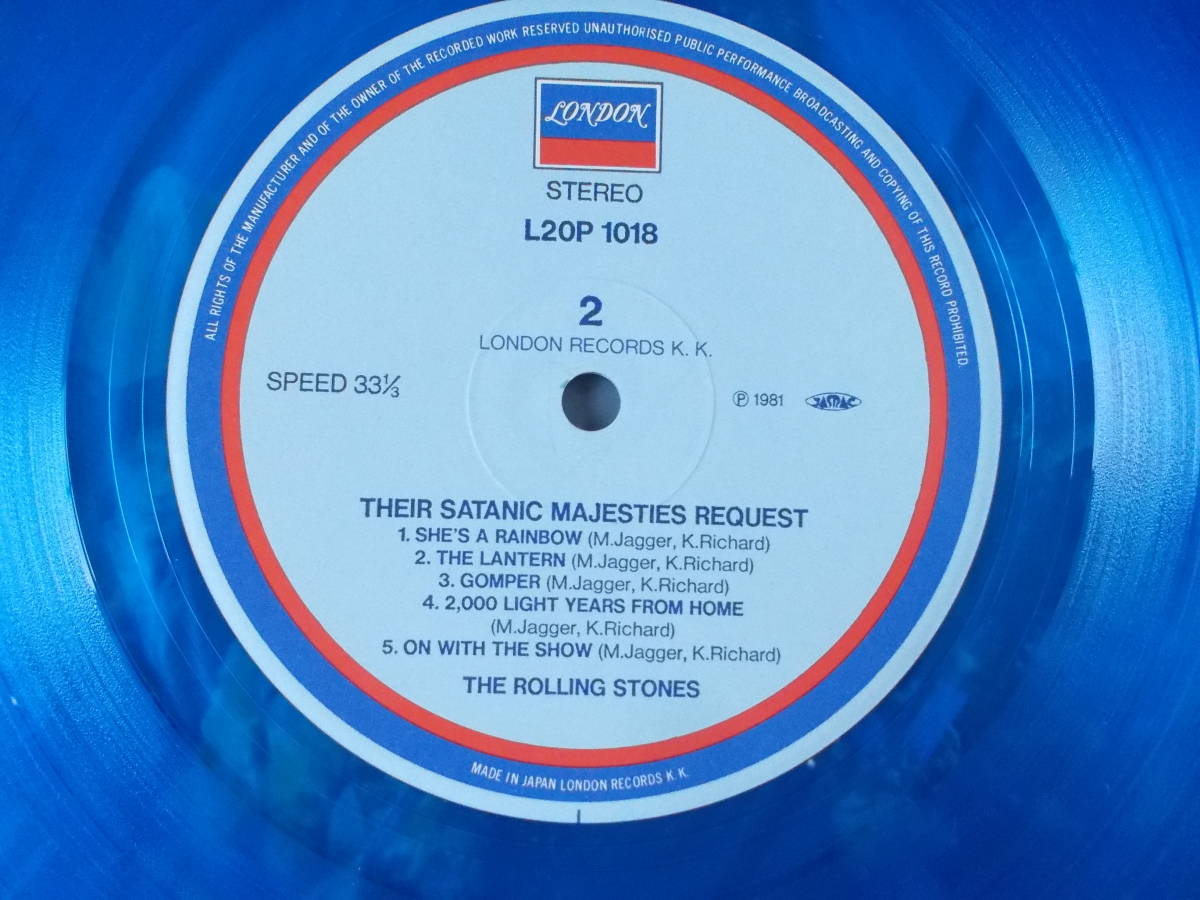 ALL RIGHTS OF THE MANUFACTURER AND OF THE OWNER OF THE RECORDED WORK RESERVED UNAUTHORISED PUBLIC PERFORMANCE BROADCASTING AND COPYING OF THIS RECORD PROHIBITED.
LONDON
STEREO
L20P 1018
2
LONDON RECORDS K. K.
SPEED 33⅓
℗ 1981 JASRAC
THEIR SATANIC MAJESTIES REQUEST
1. SHE'S A RAINBOW (M.Jagger, K.Richard)
2. THE LANTERN (M.Jagger, K.Richard)
3. GOMPER (M.Jagger, K.Richard)
4. 2,000 LIGHT YEARS FROM HOME
(M.Jagger, K.Richard)
5. ON WITH THE SHOW (M.Jagger, K.Richard)
THE ROLLING STONES
MADE IN JAPAN LONDON RECORDS K. K.